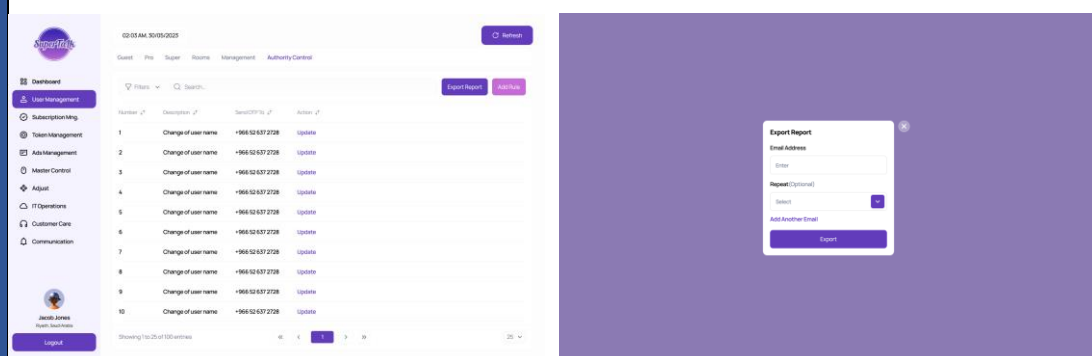 SuperTalk
Dashboard
User Management
Subscription Mng.
Token Management
Ads Management
Master Control
Adjust
IT Operations
Customer Care
Communication
Jacob Jones
Riyadh, Saudi Arabia
Logout
02:03 AM, 30/05/2023
Refresh
Guest Pro Super Rooms Management Authority Control
Filters Search..
Export Report Add Rule
Number Description Send OTP To Action
1 Change of user name +966 52 637 2728 Update
2 Change of user name +966 52 637 2728 Update
3 Change of user name +966 52 637 2728 Update
4 Change of user name +966 52 637 2728 Update
5 Change of user name +966 52 637 2728 Update
6 Change of user name +966 52 637 2728 Update
7 Change of user name +966 52 637 2728 Update
8 Change of user name +966 52 637 2728 Update
9 Change of user name +966 52 637 2728 Update
10 Change of user name +966 52 637 2728 Update
Showing 1 to 25 of 100 entries « ‹ 1 › » 25
Export Report
Email Address
Enter
Repeat (Optional)
Select
Add Another Email
Export